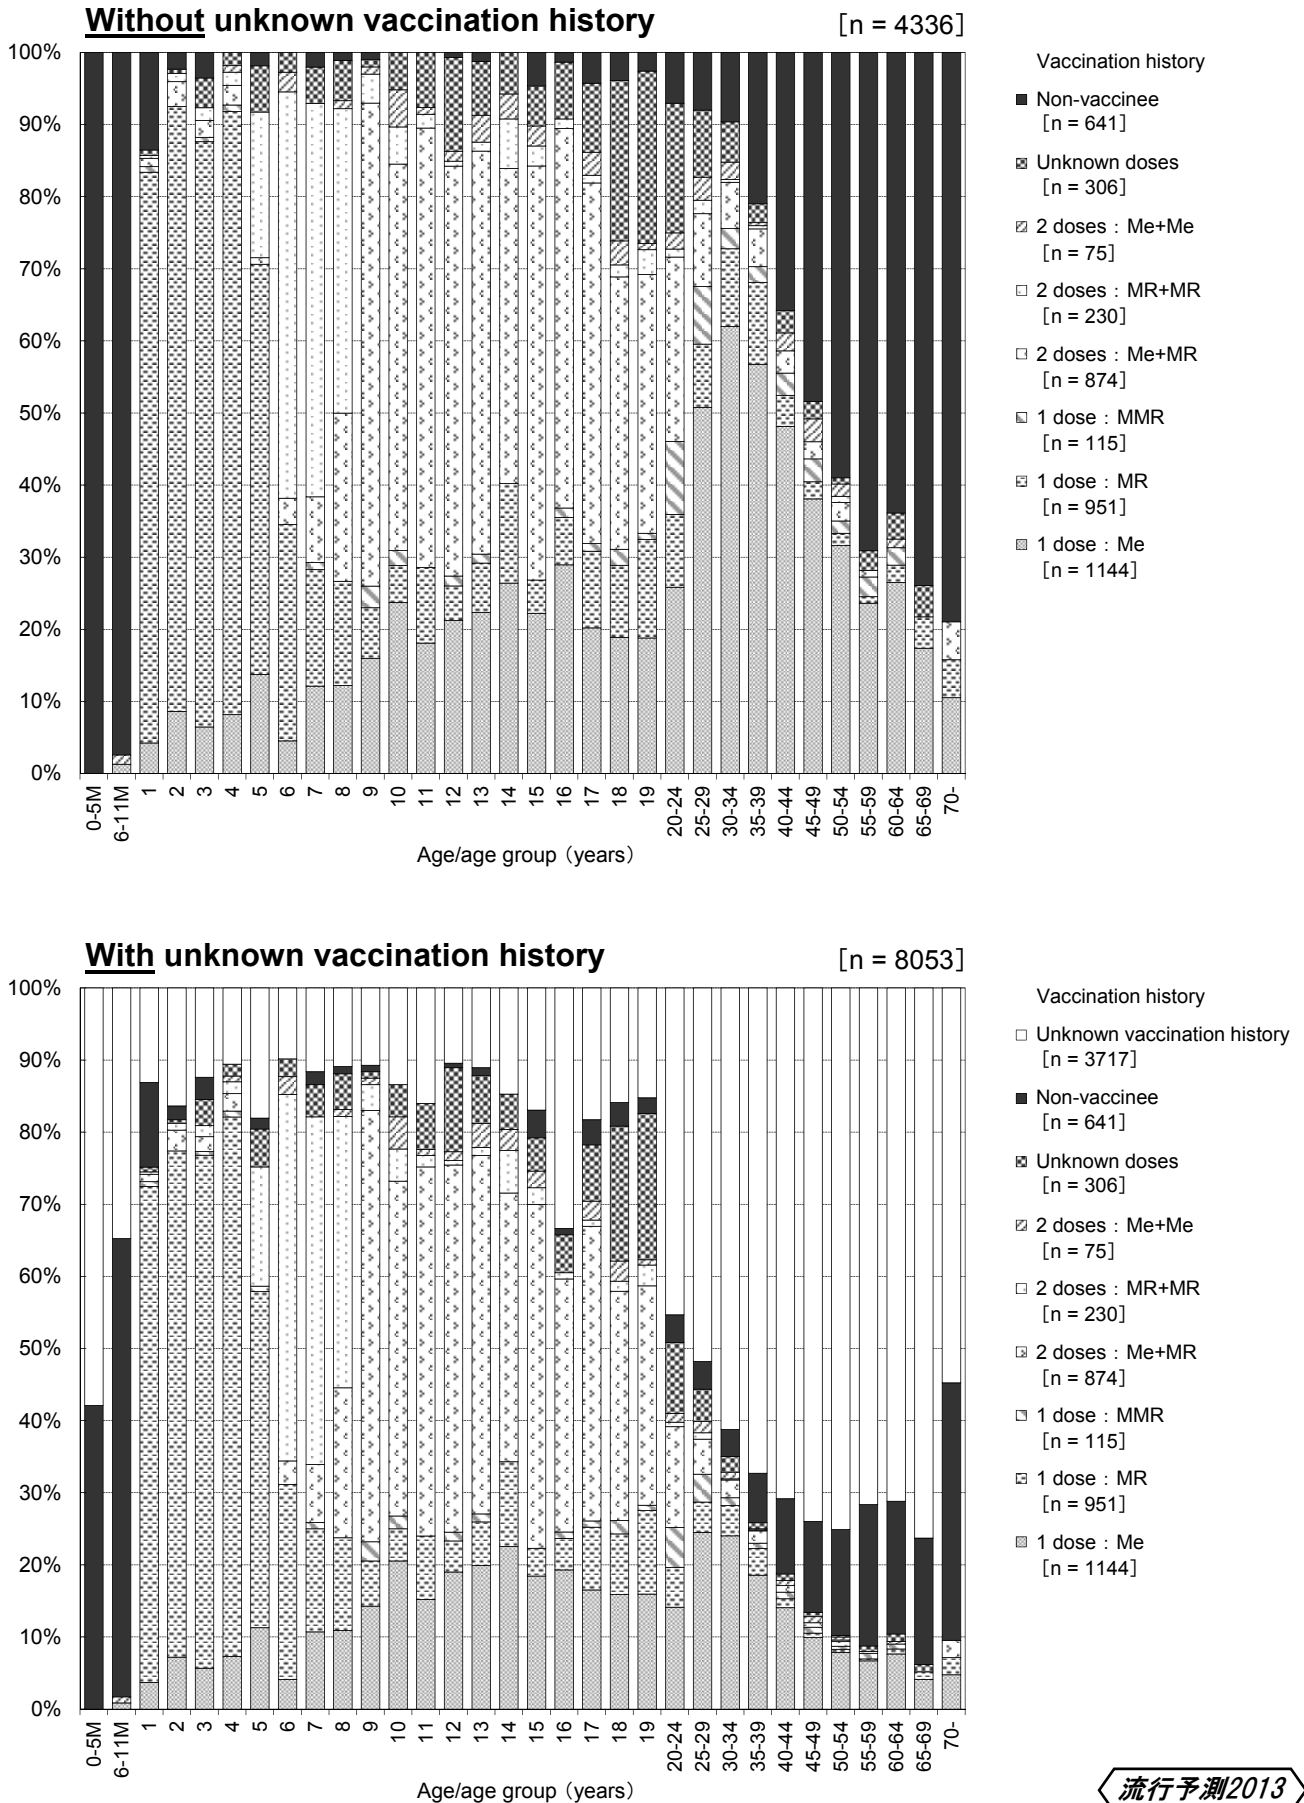 Without unknown vaccination history [n = 4336]
100%
90%
80%
70%
60%
50%
40%
30%
20%
10%
0%
0-5M 6-11M 1 2 3 4 5 6 7 8 9 10 11 12 13 14 15 16 17 18 19 20-24 25-29 30-34 35-39 40-44 45-49 50-54 55-59 60-64 65-69 70-
Age/age group（years）
Vaccination history
Non-vaccinee
[n = 641]
Unknown doses
[n = 306]
2 doses：Me+Me
[n = 75]
2 doses：MR+MR
[n = 230]
2 doses：Me+MR
[n = 874]
1 dose：MMR
[n = 115]
1 dose：MR
[n = 951]
1 dose：Me
[n = 1144]
With unknown vaccination history [n = 8053]
100%
90%
80%
70%
60%
50%
40%
30%
20%
10%
0%
0-5M 6-11M 1 2 3 4 5 6 7 8 9 10 11 12 13 14 15 16 17 18 19 20-24 25-29 30-34 35-39 40-44 45-49 50-54 55-59 60-64 65-69 70-
Age/age group（years）
Vaccination history
Unknown vaccination history
[n = 3717]
Non-vaccinee
[n = 641]
Unknown doses
[n = 306]
2 doses：Me+Me
[n = 75]
2 doses：MR+MR
[n = 230]
2 doses：Me+MR
[n = 874]
1 dose：MMR
[n = 115]
1 dose：MR
[n = 951]
1 dose：Me
[n = 1144]
流行予測2013